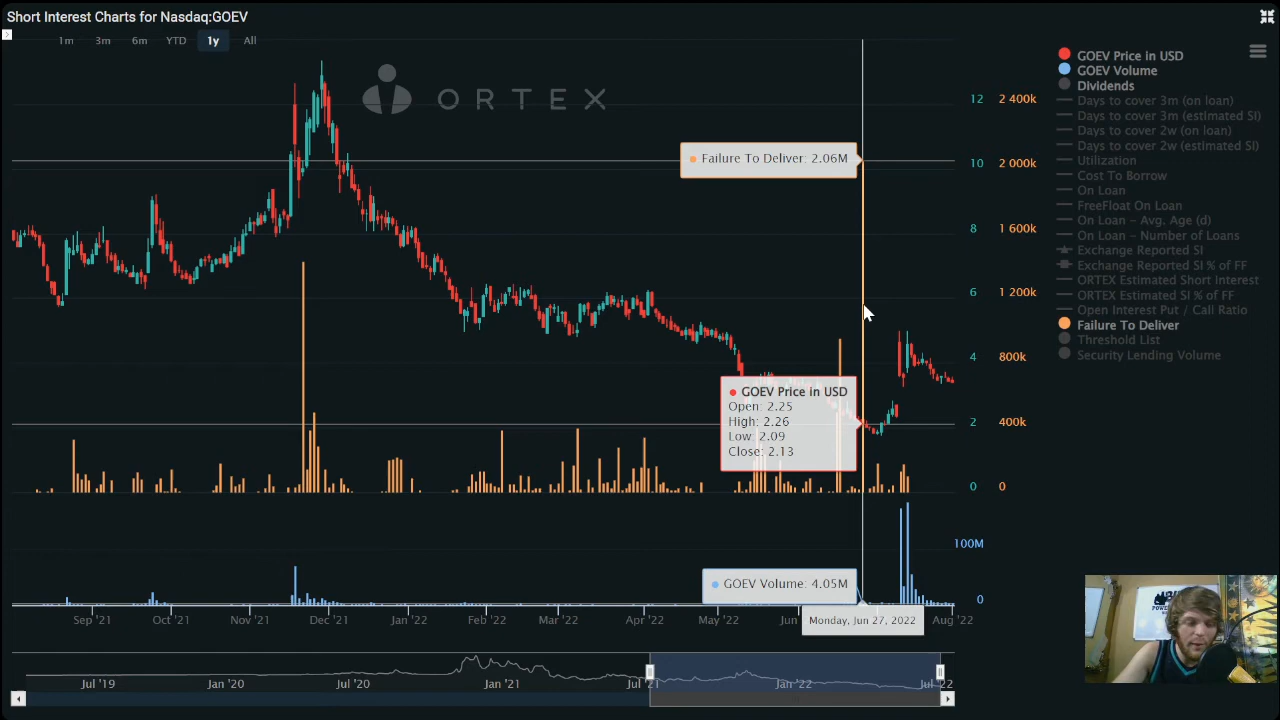 Short Interest Charts for Nasdaq:GOEV
1m 3m 6m YTD 1y All
ORTEX
Failure To Deliver: 2.06M
GOEV Price in USD
Open: 2.25
High: 2.26
Low: 2.09
Close: 2.13
GOEV Volume: 4.05M
Monday, Jun 27, 2022
12 2 400k
10 2 000k
8 1 600k
6 1 200k
4 800k
2 400k
0 0
100M
0
Sep '21 Oct '21 Nov '21 Dec '21 Jan '22 Feb '22 Mar '22 Apr '22 May '22 Jun Aug '22
Jul '19 Jan '20 Jul '20 Jan '21 Jul '21 Jan '22 Jul '22
GOEV Price in USD
GOEV Volume
Dividends
Days to cover 3m (on loan)
Days to cover 3m (estimated SI)
Days to cover 2w (on loan)
Days to cover 2w (estimated SI)
Utilization
Cost To Borrow
On Loan
FreeFloat On Loan
On Loan - Avg. Age (d)
On Loan - Number of Loans
Exchange Reported SI
Exchange Reported SI % of FF
ORTEX Estimated Short Interest
ORTEX Estimated SI % of FF
Open Interest Put / Call Ratio
Failure To Deliver
Threshold List
Security Lending Volume